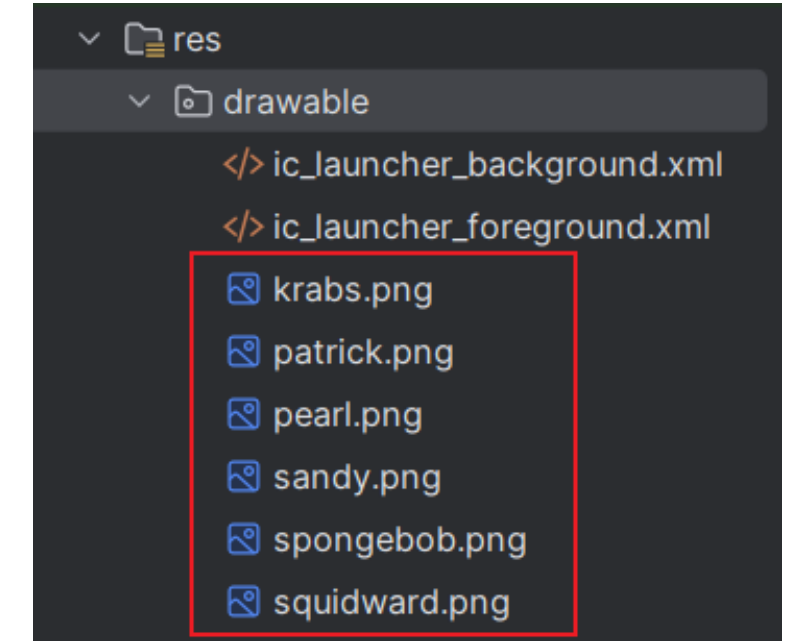 res
drawable
ic_launcher_background.xml
ic_launcher_foreground.xml
krabs.png
patrick.png
pearl.png
sandy.png
spongebob.png
squidward.png